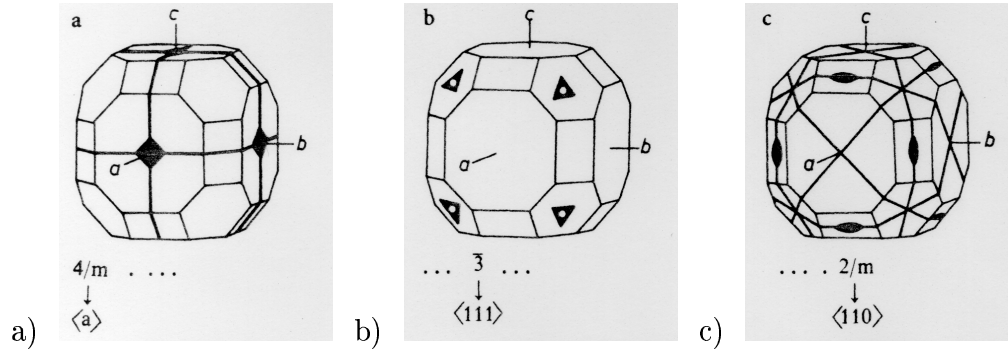 a
c
b
a
4/m . . . .
↓
⟨a⟩
a)
b
c
b
a
... 3̅ ...
↓
⟨111⟩
b)
c
c
b
a
. . . . . 2/m
↓
⟨110⟩
c)